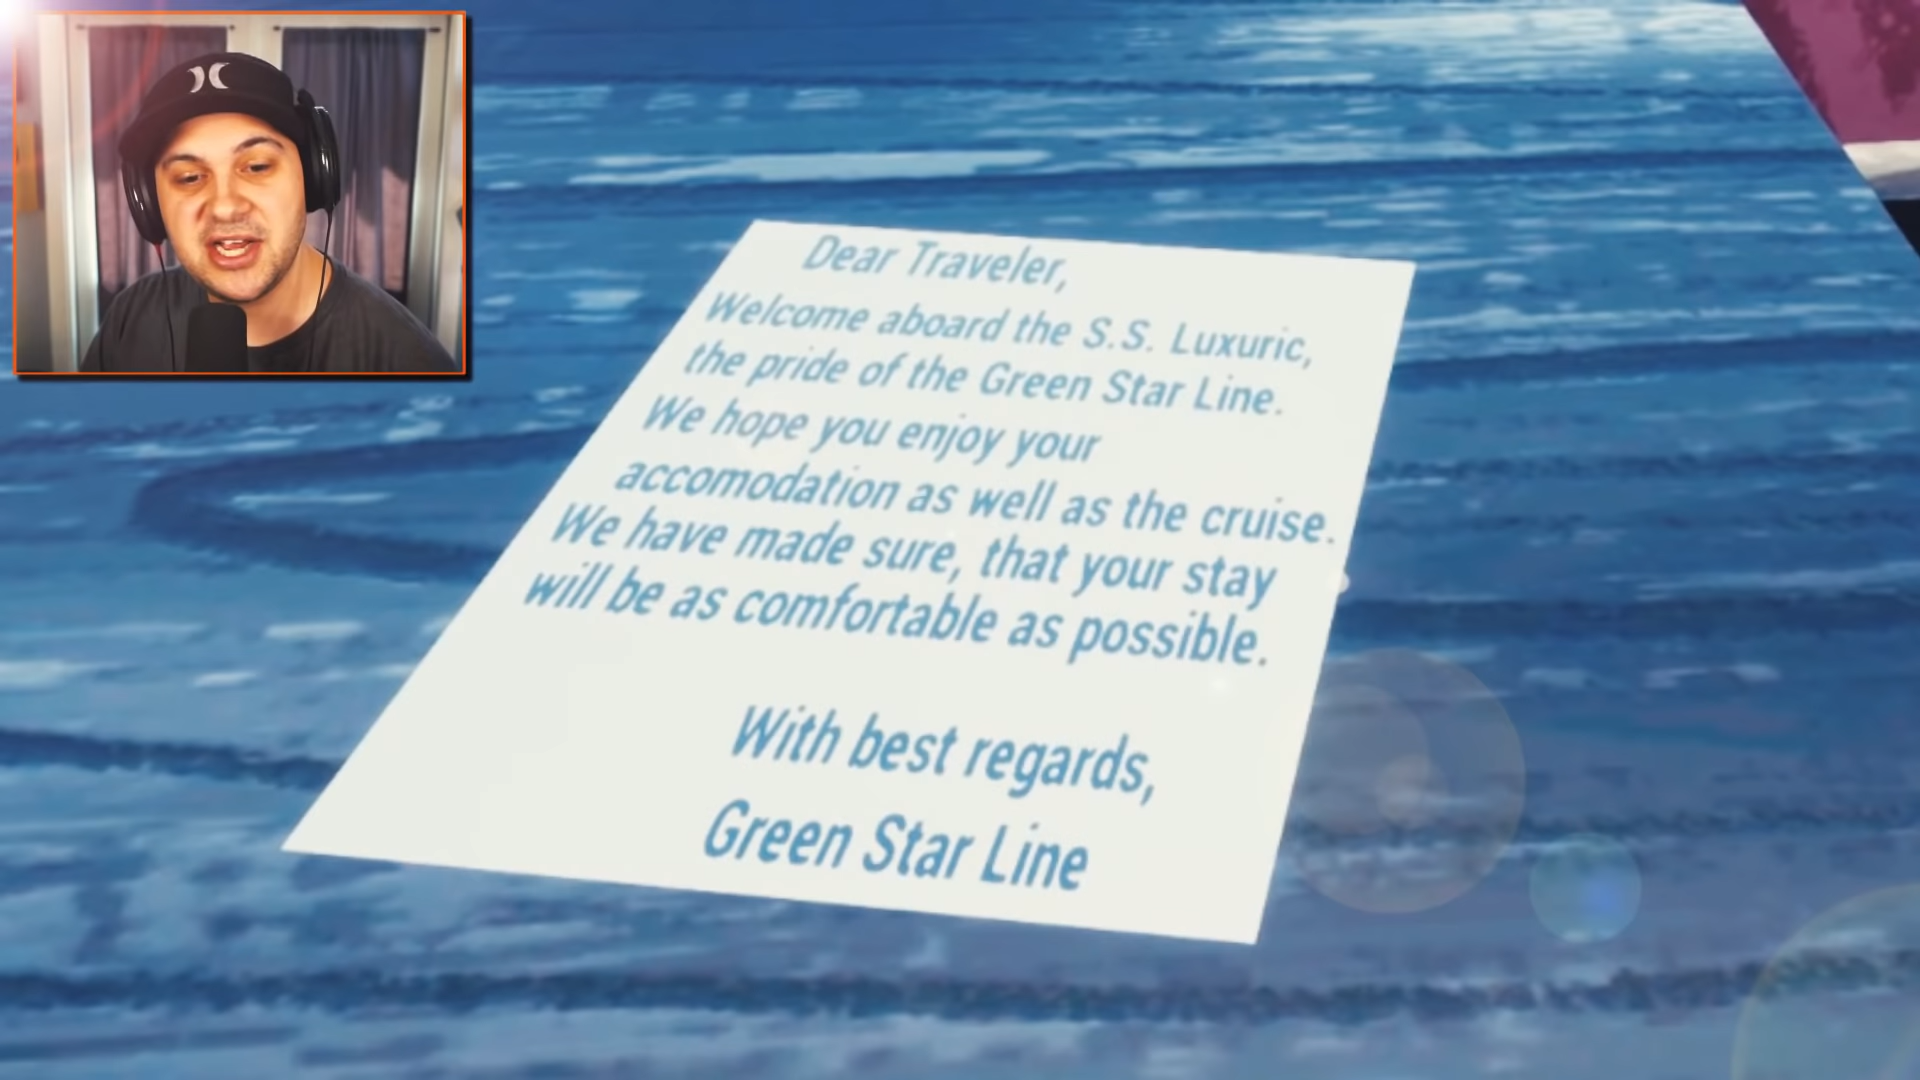 Dear Traveler,
Welcome aboard the S.S. Luxuric,
the pride of the Green Star Line.
We hope you enjoy your
accomodation as well as the cruise.
We have made sure, that your stay
will be as comfortable as possible.
With best regards,
Green Star Line